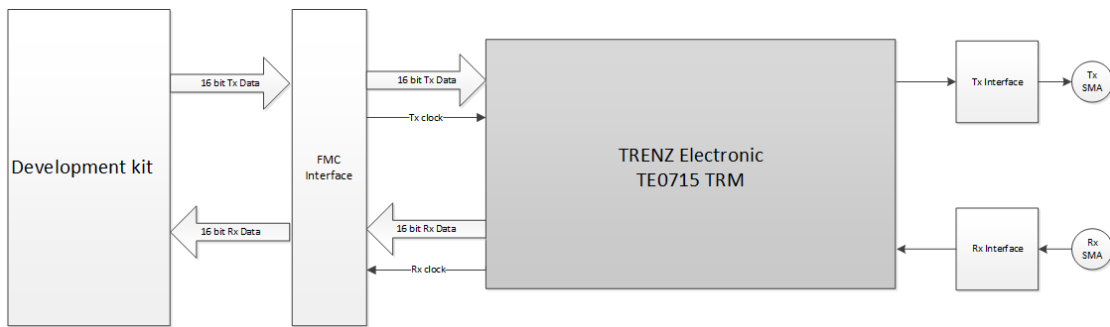 Development kit
16 bit Tx Data
16 bit Rx Data
FMC
Interface
16 bit Tx Data
Tx clock
16 bit Rx Data
Rx clock
TRENZ Electronic
TE0715 TRM
Tx Interface
Tx
SMA
Rx Interface
Rx
SMA